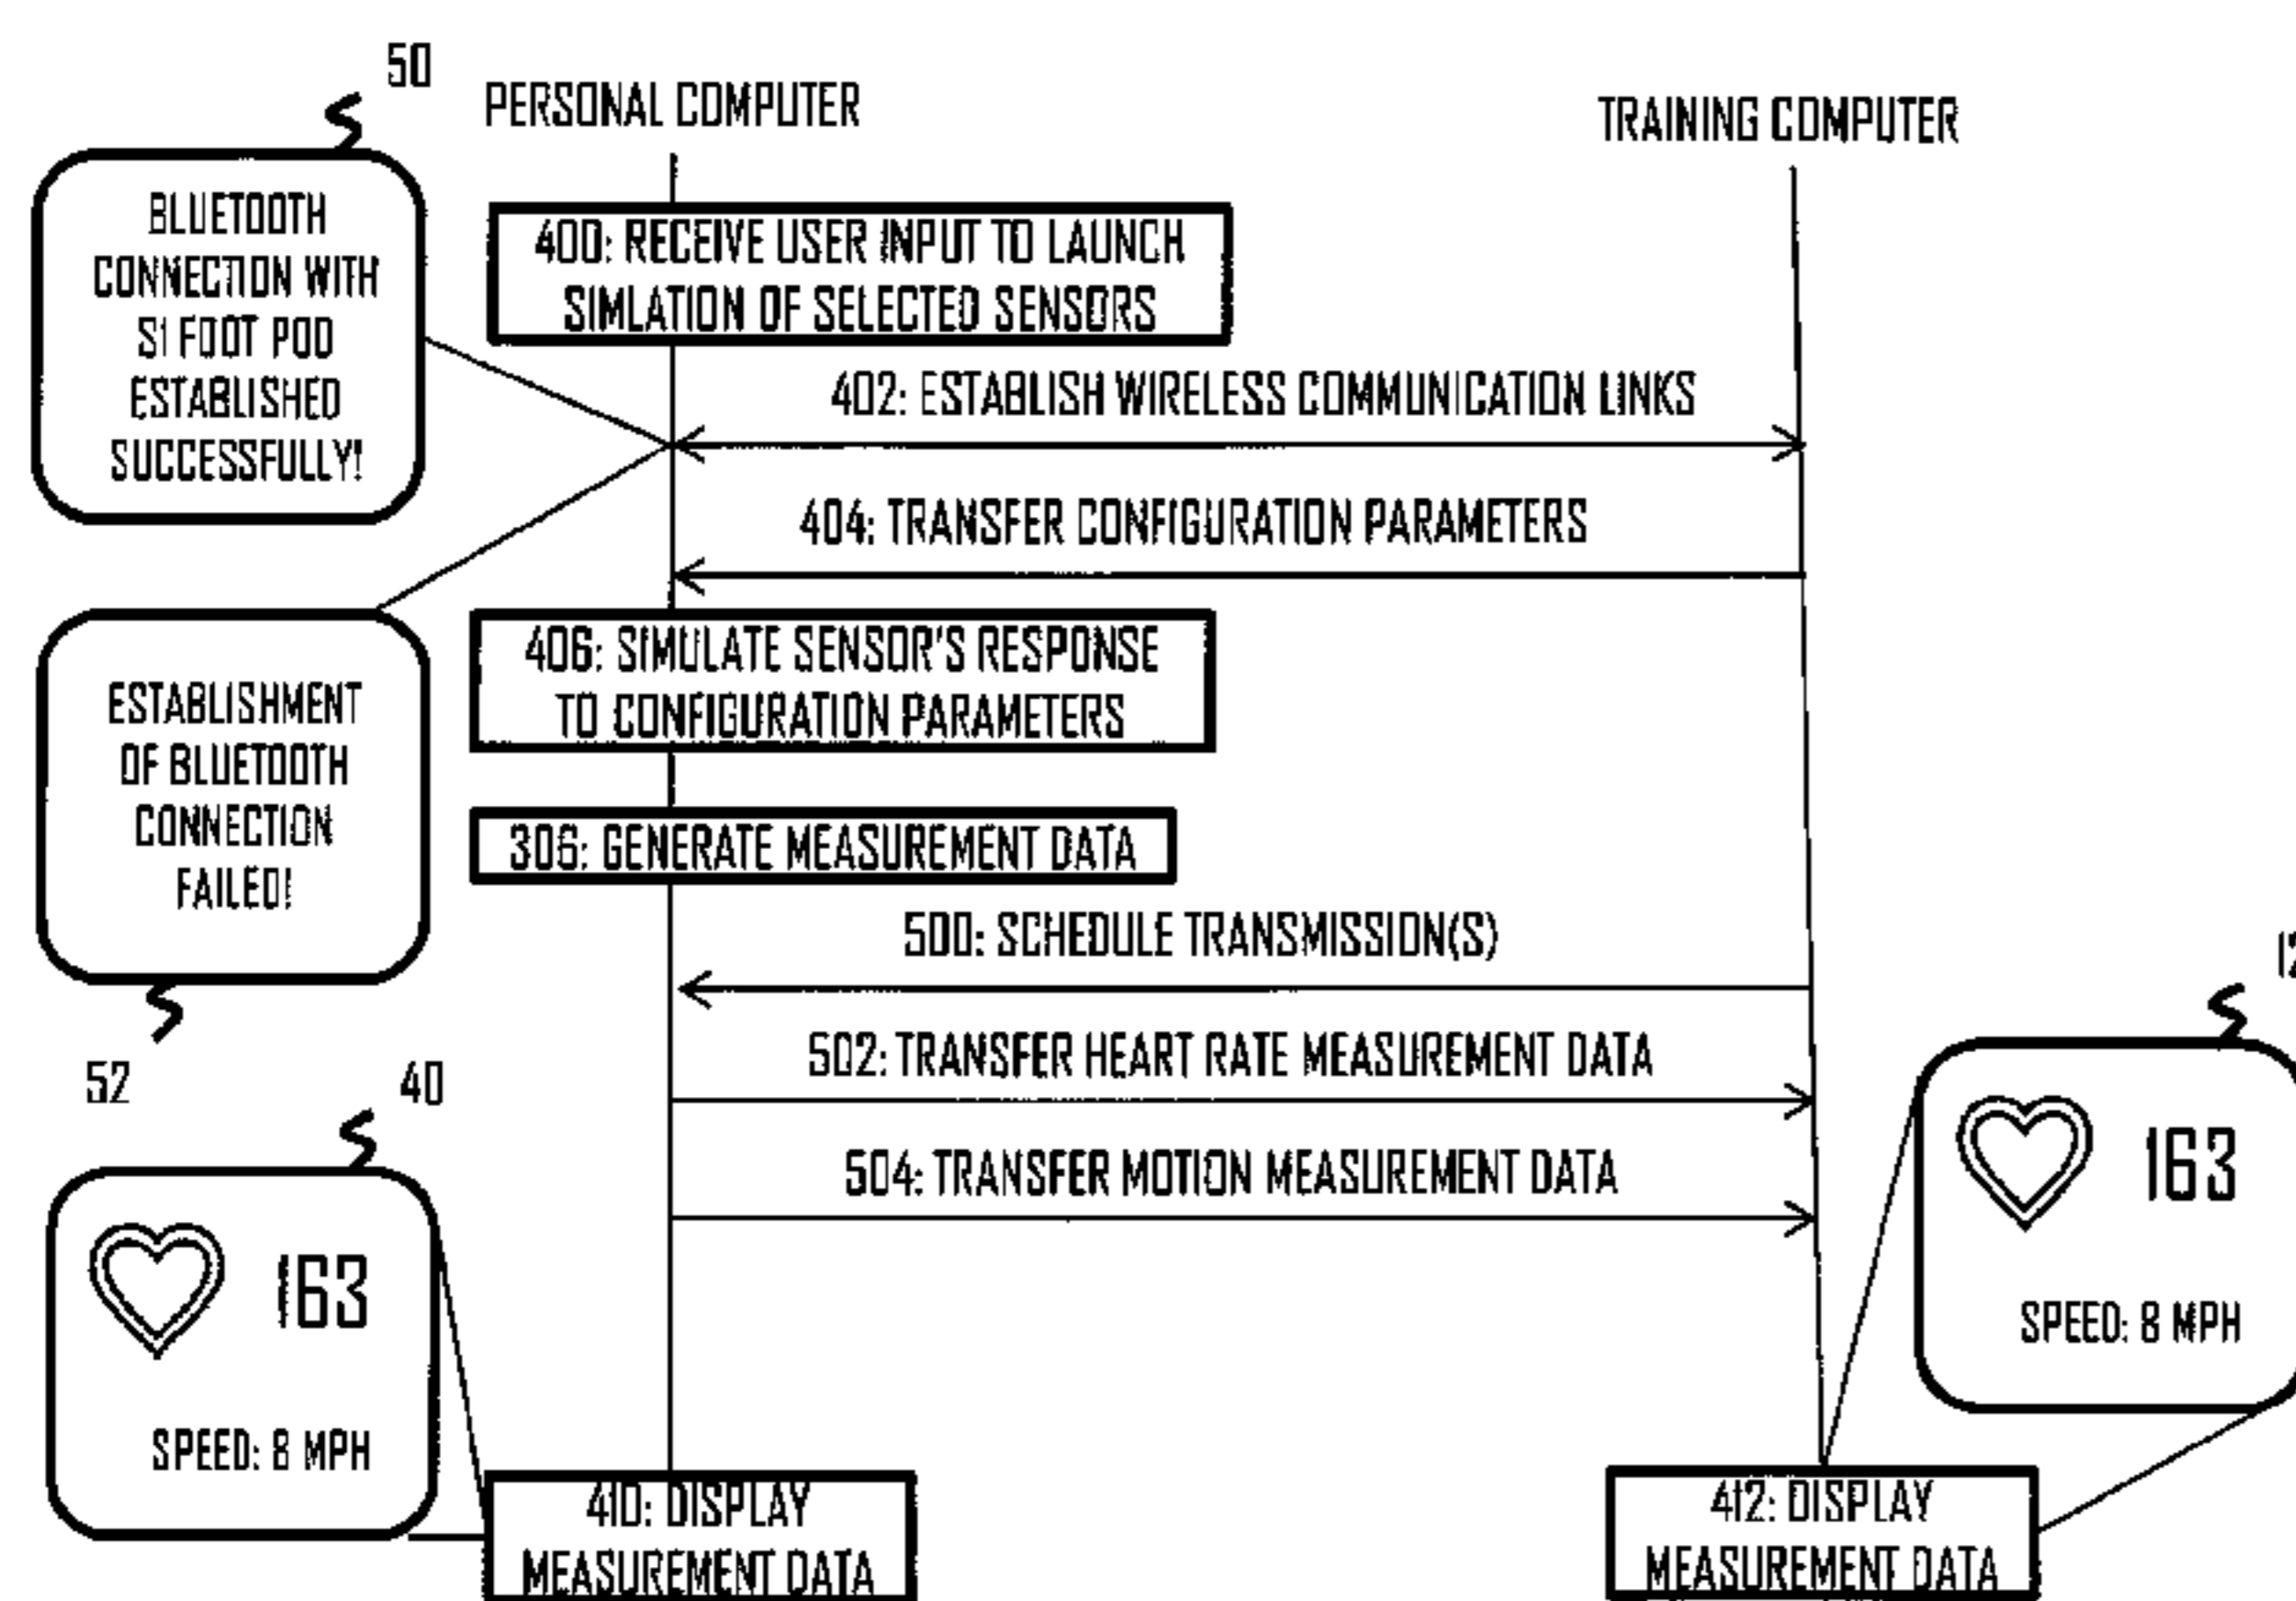 50
PERSONAL COMPUTER
TRAINING COMPUTER
BLUETOOTH
CONNECTION WITH
S1 FOOT POD
ESTABLISHED
SUCCESSFULLY!
400: RECEIVE USER INPUT TO LAUNCH
SIMLATION OF SELECTED SENSORS
402: ESTABLISH WIRELESS COMMUNICATION LINKS
404: TRANSFER CONFIGURATION PARAMETERS
406: SIMULATE SENSOR'S RESPONSE
TO CONFIGURATION PARAMETERS
ESTABLISHMENT
OF BLUETOOTH
CONNECTION
FAILED!
52
306: GENERATE MEASUREMENT DATA
500: SCHEDULE TRANSMISSION(S)
502: TRANSFER HEART RATE MEASUREMENT DATA
504: TRANSFER MOTION MEASUREMENT DATA
40
163
SPEED: 8 MPH
163
SPEED: 8 MPH
410: DISPLAY
MEASUREMENT DATA
412: DISPLAY
MEASUREMENT DATA